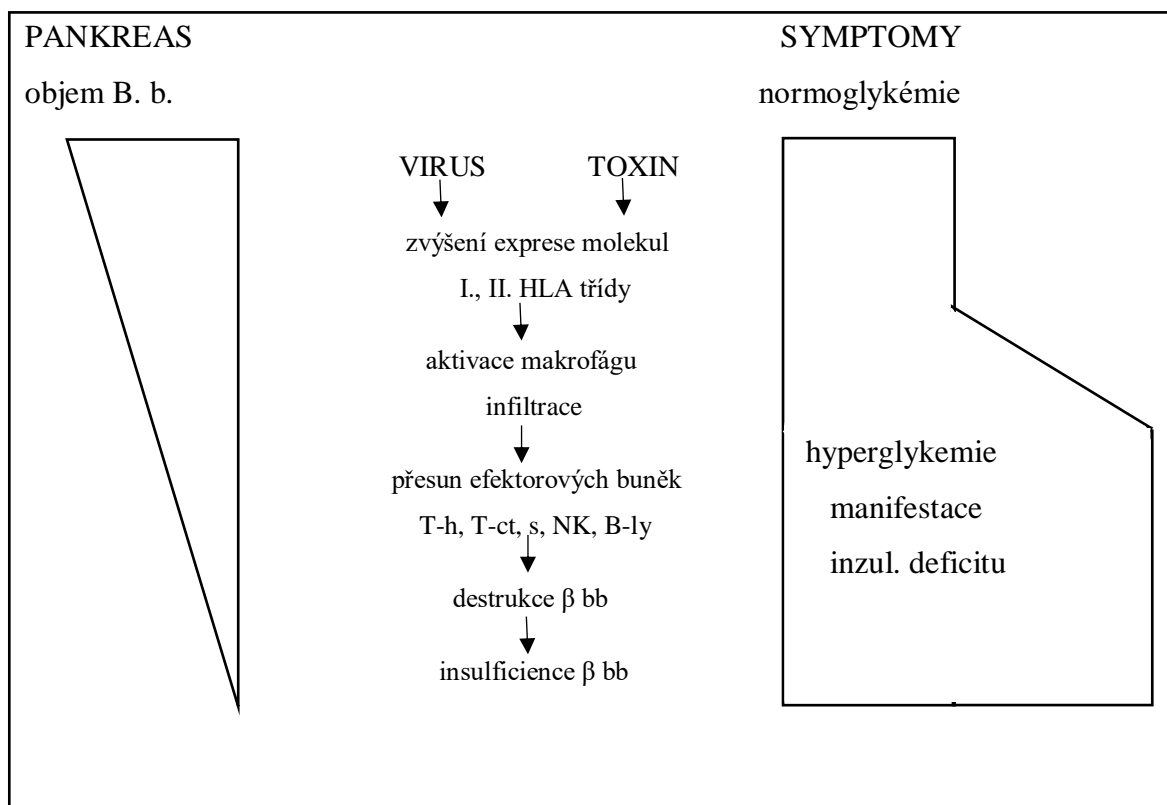 PANKREAS
objem B. b.
SYMPTOMY
normoglykémie
VIRUS TOXIN
zvýšení exprese molekul
I., II. HLA třídy
aktivace makrofágu
infiltrace
přesun efektorových buněk
T-h, T-ct, s, NK, B-ly
destrukce β bb
insulficience β bb
hyperglykemie
manifestace
inzul. deficitu